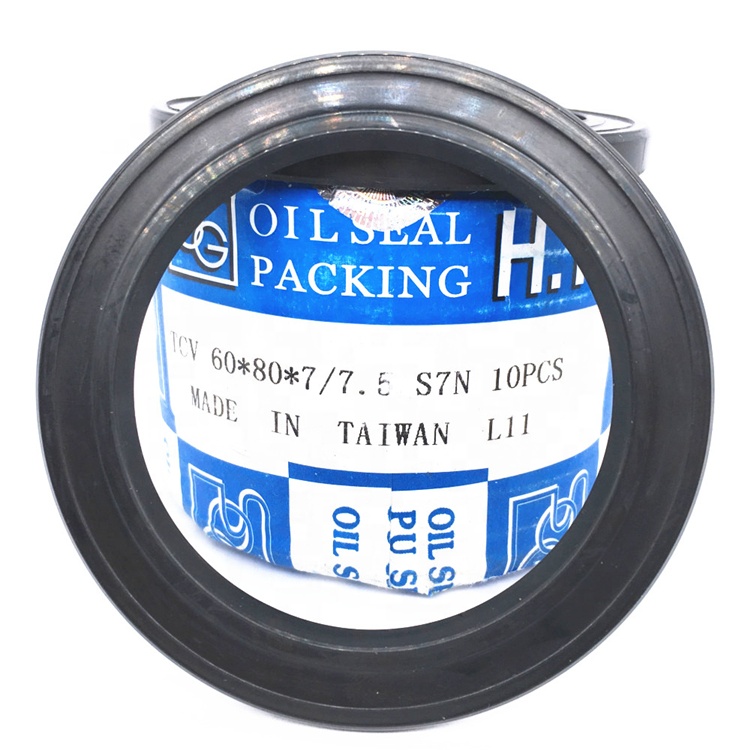 OIL SEAL
PACKING
H.
TCV 60*80*7/7.5 S7N 10PCS
MADE IN TAIWAN L11
OIL S
PU S
OIL S